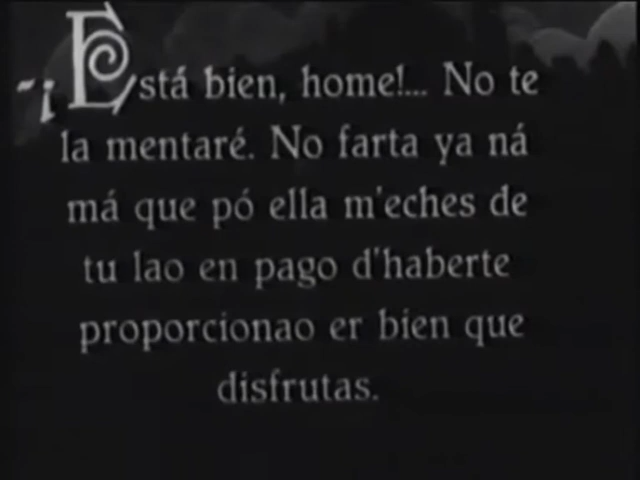 -¡Está bien, home!... No te
la mentaré. No farta ya ná
má que pó ella m'eches de
tu lao en pago d'haberte
proporcionao er bien que
disfrutas.